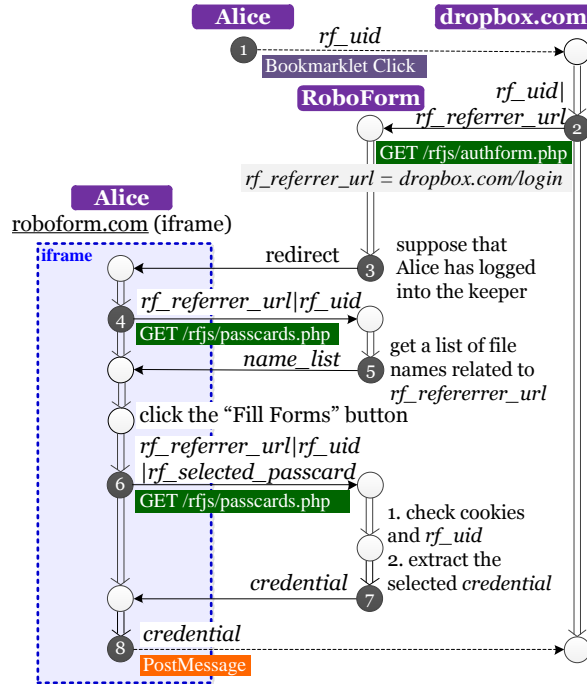 Alice
dropbox.com
1
rf_uid
Bookmarklet Click
rf_uid|
RoboForm
rf_referrer_url
2
GET /rfjs/authform.php
rf_referrer_url = dropbox.com/login
Alice
roboform.com (iframe)
iframe
redirect
3
suppose that
Alice has logged
into the keeper
4
rf_referrer_url|rf_uid
GET /rfjs/passcards.php
name_list
5
get a list of file
names related to
rf_refererrer_url
click the “Fill Forms” button
rf_referrer_url|rf_uid
|rf_selected_passcard
6
GET /rfjs/passcards.php
1. check cookies
and rf_uid
2. extract the
selected credential
credential
7
8
credential
PostMessage